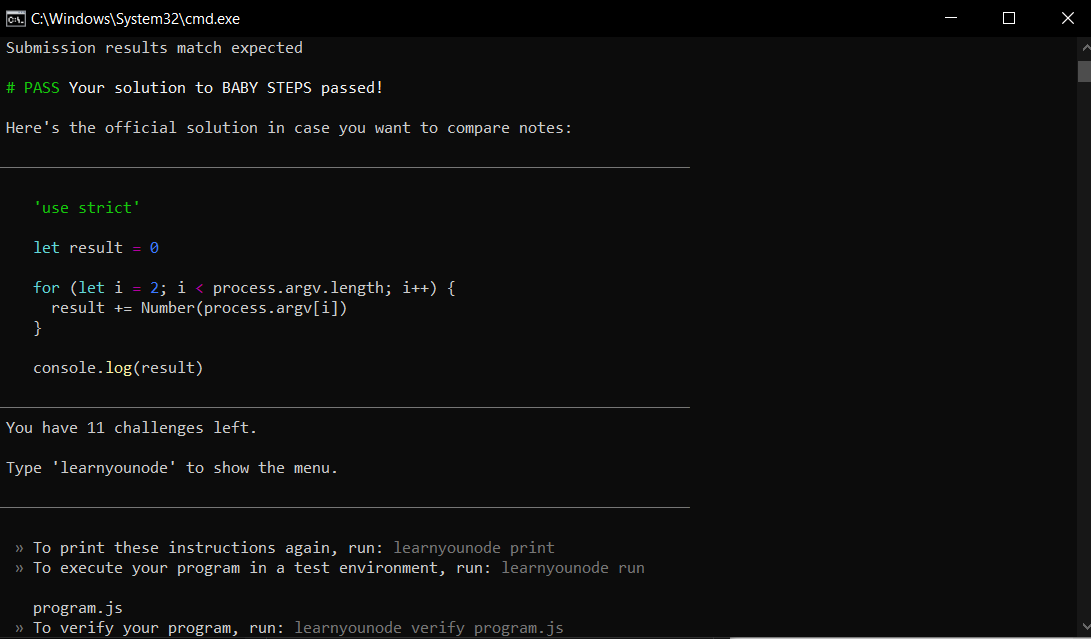 C:\Windows\System32\cmd.exe
Submission results match expected
# PASS Your solution to BABY STEPS passed!
Here's the official solution in case you want to compare notes:
'use strict'
let result = 0
for (let i = 2; i < process.argv.length; i++) {
  result += Number(process.argv[i])
}
console.log(result)
You have 11 challenges left.
Type 'learnyounode' to show the menu.
» To print these instructions again, run: learnyounode print
» To execute your program in a test environment, run: learnyounode run
program.js
» To verify your program, run: learnyounode verify program.js